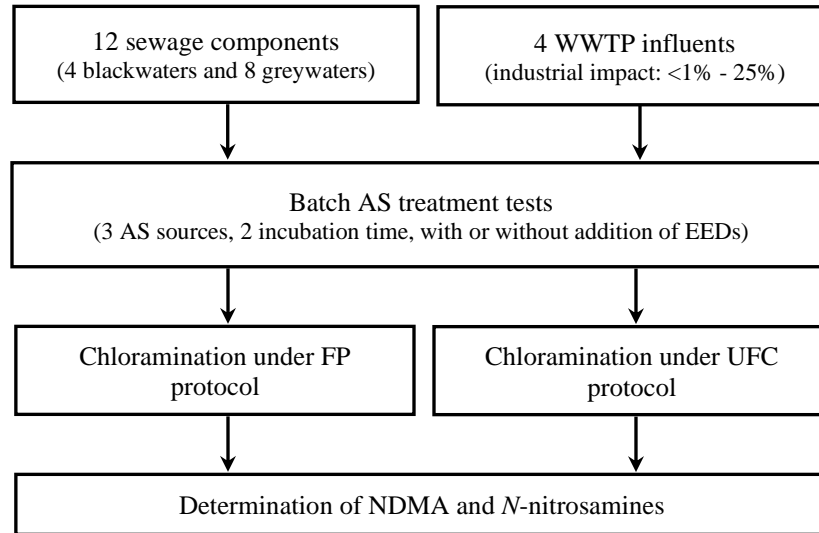 12 sewage components
(4 blackwaters and 8 greywaters)
4 WWTP influents
(industrial impact: <1% - 25%)
Batch AS treatment tests
(3 AS sources, 2 incubation time, with or without addition of EEDs)
Chloramination under FP
protocol
Chloramination under UFC
protocol
Determination of NDMA and N-nitrosamines